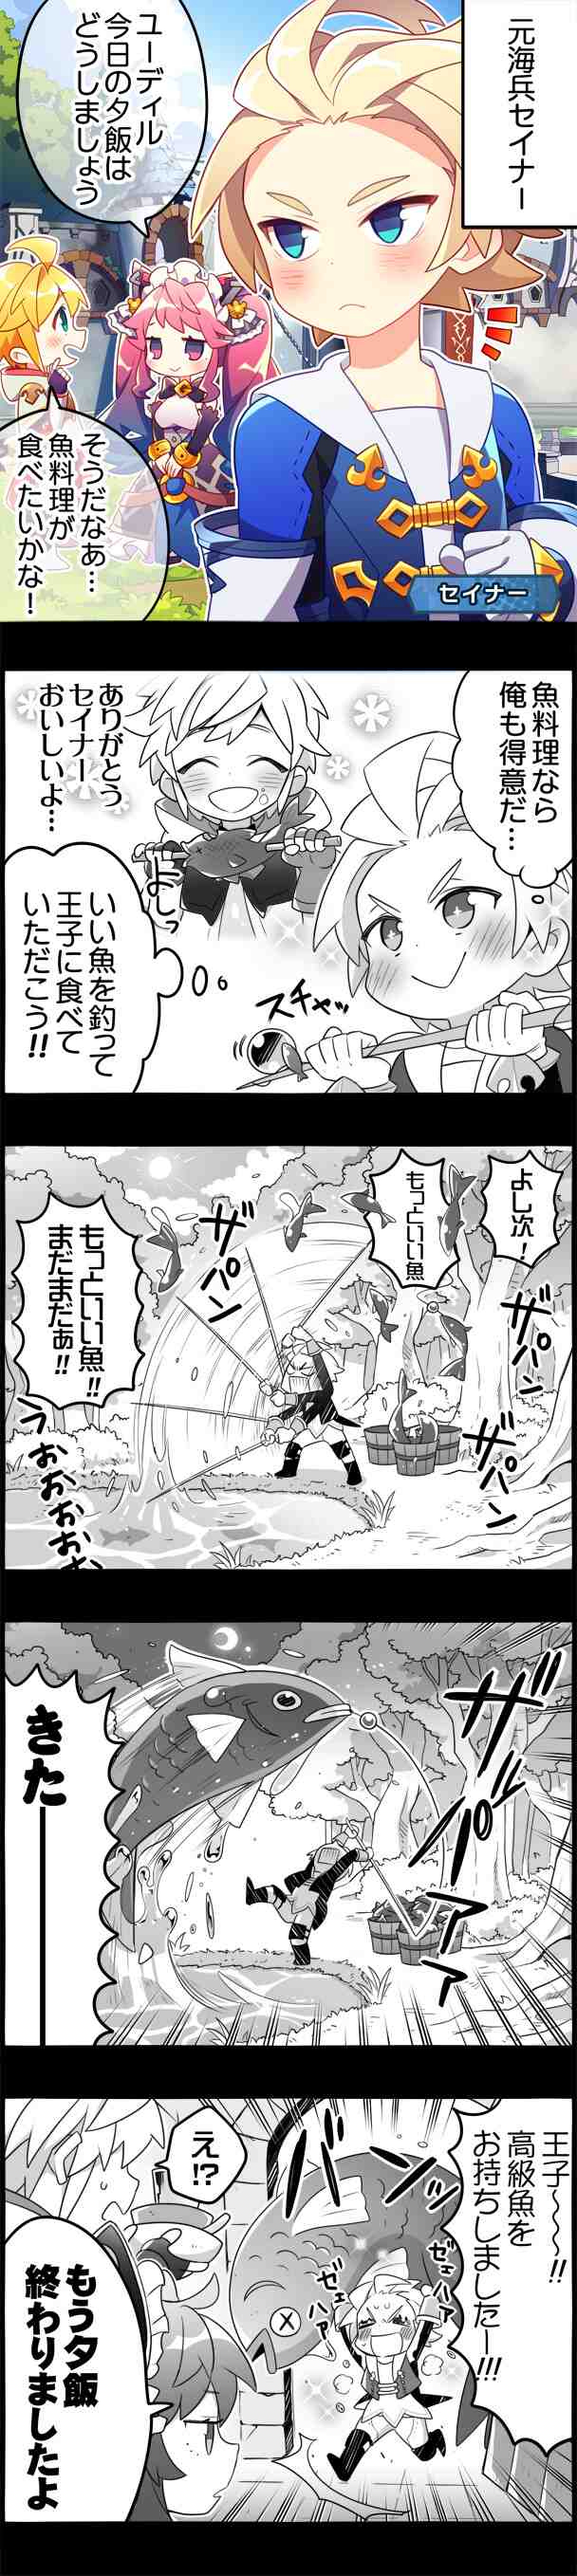 元海兵セイナー
ユーディル
今日の夕飯は
どうしましょう
そうだなぁ…
魚料理が
食べたいかな！
セイナー
魚料理なら
俺も得意だ…
ありがとう
セイナー
おいしいよ…
よしっ
いい魚を釣って
王子に食べて
いただこう!!
スチャッ
よし次！
もっといい魚
ザパン
ザパン
ザパン
もっといい魚!!
まだまだぁ!!
うおおおおお
ザッパアア
きたーー
王子〜〜〜!!
高級魚を
お持ちしましたー!!!
バーン
え!?
ゼェ
ハァ
ゼェ
ハァ
もう夕飯
終わりましたよ